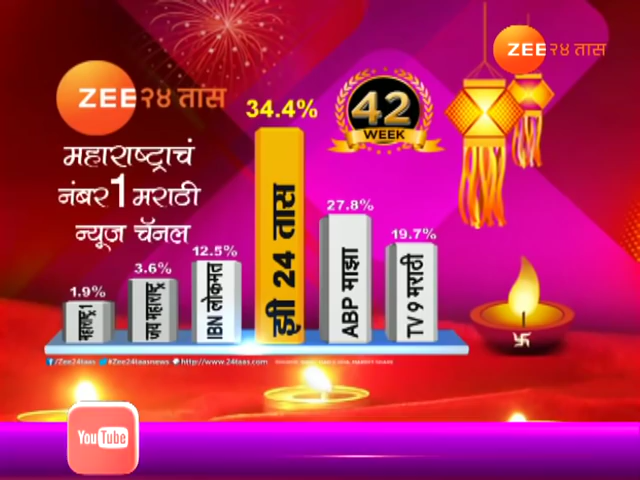 ZEE २४ तास
ZEE २४ तास
महाराष्ट्राचं
नंबर 1 मराठी
न्यूज चॅनल
42
WEEK
34.4%
27.8%
19.7%
12.5%
3.6%
1.9%
महाराष्ट्र 1
जय महाराष्ट्र
IBN लोकमत
झी 24 तास
ABP माझा
TV 9 मराठी
/Zee24taas
#Zee24taasnews
http://www.24taas.com
YouTube